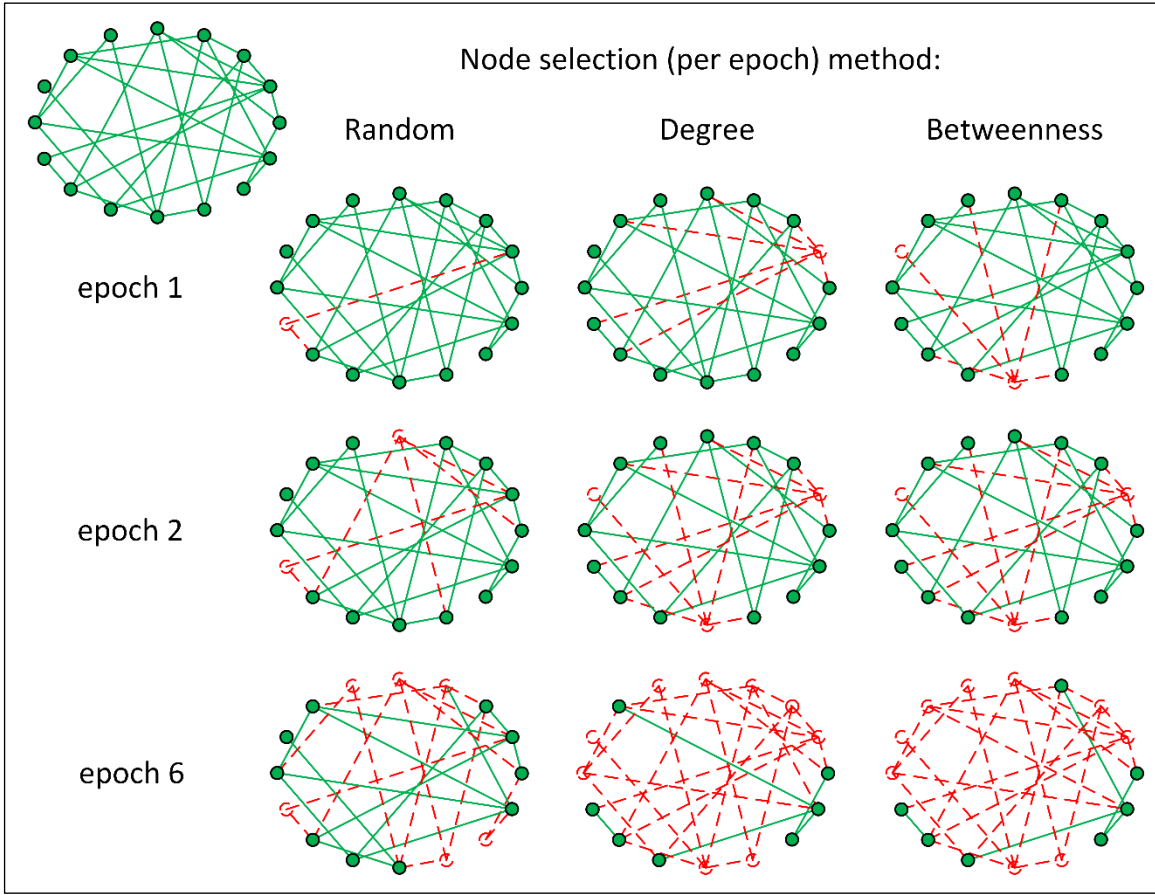 Node selection (per epoch) method:
Random Degree Betweenness
epoch 1
epoch 2
epoch 6